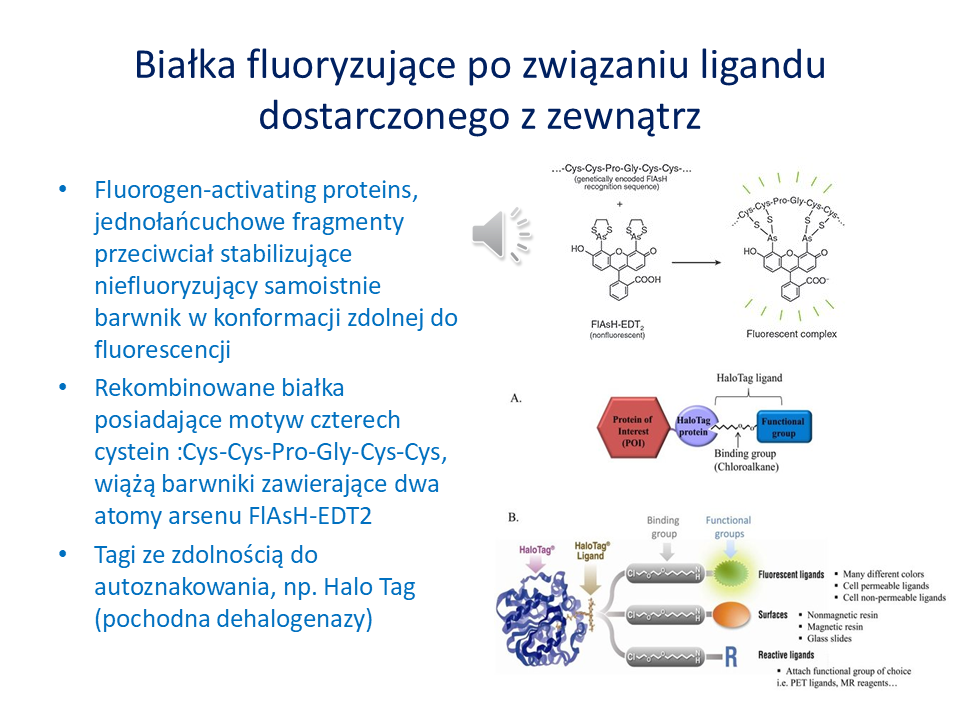 Białka fluoryzujące po związaniu ligandu
dostarczonego z zewnątrz
• Fluorogen-activating proteins,
jednołańcuchowe fragmenty
przeciwciał stabilizujące
niefluoryzujący samoistnie
barwnik w konformacji zdolnej do
fluorescencji
• Rekombinowane białka
posiadające motyw czterech
cystein :Cys-Cys-Pro-Gly-Cys-Cys,
wiążą barwniki zawierające dwa
atomy arsenu FlAsH-EDT2
• Tagi ze zdolnością do
autoznakowania, np. Halo Tag
(pochodna dehalogenazy)
...-Cys-Cys-Pro-Gly-Cys-Cys-...
(genetically encoded FlAsH
recognition sequence)
+
S S S S
As As
HO O O
COOH
FlAsH-EDT2
(nonfluorescent)
...-Cys-Cys-Pro-Gly-Cys-Cys-...
S S S S
As As
HO O O
COO−
Fluorescent complex
A.
HaloTag ligand
Protein of
Interest
(POI)
HaloTag
protein
Functional
group
Binding group
(Chloroalkane)
B.
Binding
group
Functional
groups
HaloTag®
HaloTag®
Ligand
Cl O O
Fluorescent ligands
▪ Many different colors
▪ Cell permeable ligands
▪ Cell non-permeable ligands
Cl O O
Surfaces
▪ Nonmagnetic resin
▪ Magnetic resin
▪ Glass slides
Cl O O
R
Reactive ligands
▪ Attach functional group of choice
i.e. PET ligands, MR reagents…